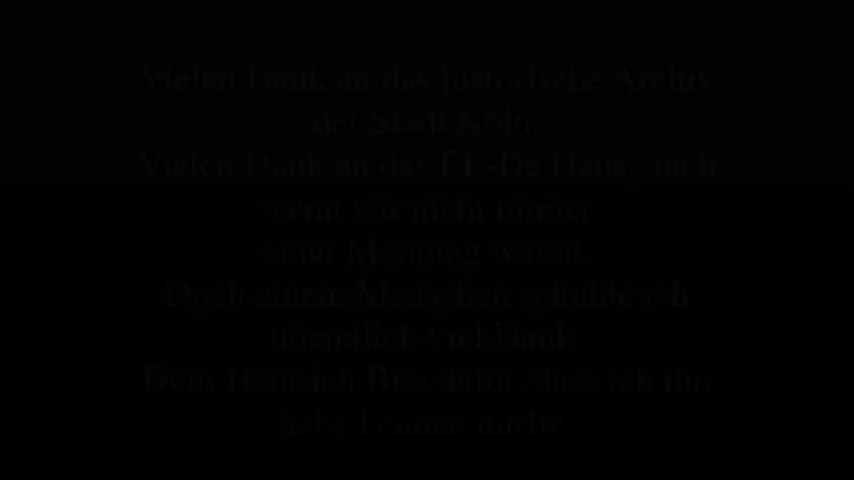 Vielen Dank an das historische Archiv
der Stadt Köln.
Vielen Dank an das El-De Haus, auch
wenn wir nicht immer
einer Meinung waren.
Doch einem Menschen schulde ich
unendlich viel Dank
Dem Heinrich dafür, dass ich ihn
habe kennen durfte